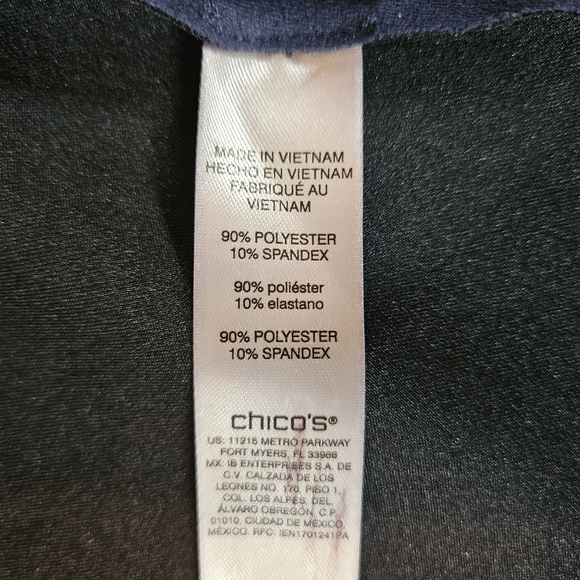 MADE IN VIETNAM
HECHO EN VIETNAM
FABRIQUÉ AU
VIETNAM
90% POLYESTER
10% SPANDEX
90% poliéster
10% elastano
90% POLYESTER
10% SPANDEX
chico's®
US: 11215 METRO PARKWAY
FORT MYERS, FL 33966
MX: IB ENTERPRISES S.A. DE
C.V. CALZADA DE LOS
LEONES NO. 170, PISO 1,
COL. LOS ALPES, DEL.
ÁLVARO OBREGÓN, C.P.
01010, CIUDAD DE MÉXICO,
MÉXICO. RFC: